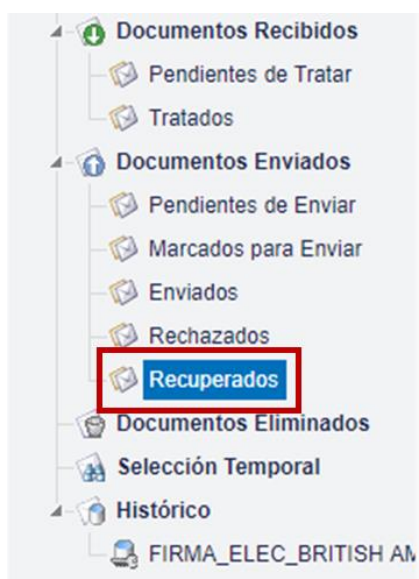 Documentos Recibidos
Pendientes de Tratar
Tratados
Documentos Enviados
Pendientes de Enviar
Marcados para Enviar
Enviados
Rechazados
Recuperados
Documentos Eliminados
Selección Temporal
Histórico
FIRMA_ELEC_BRITISH AM